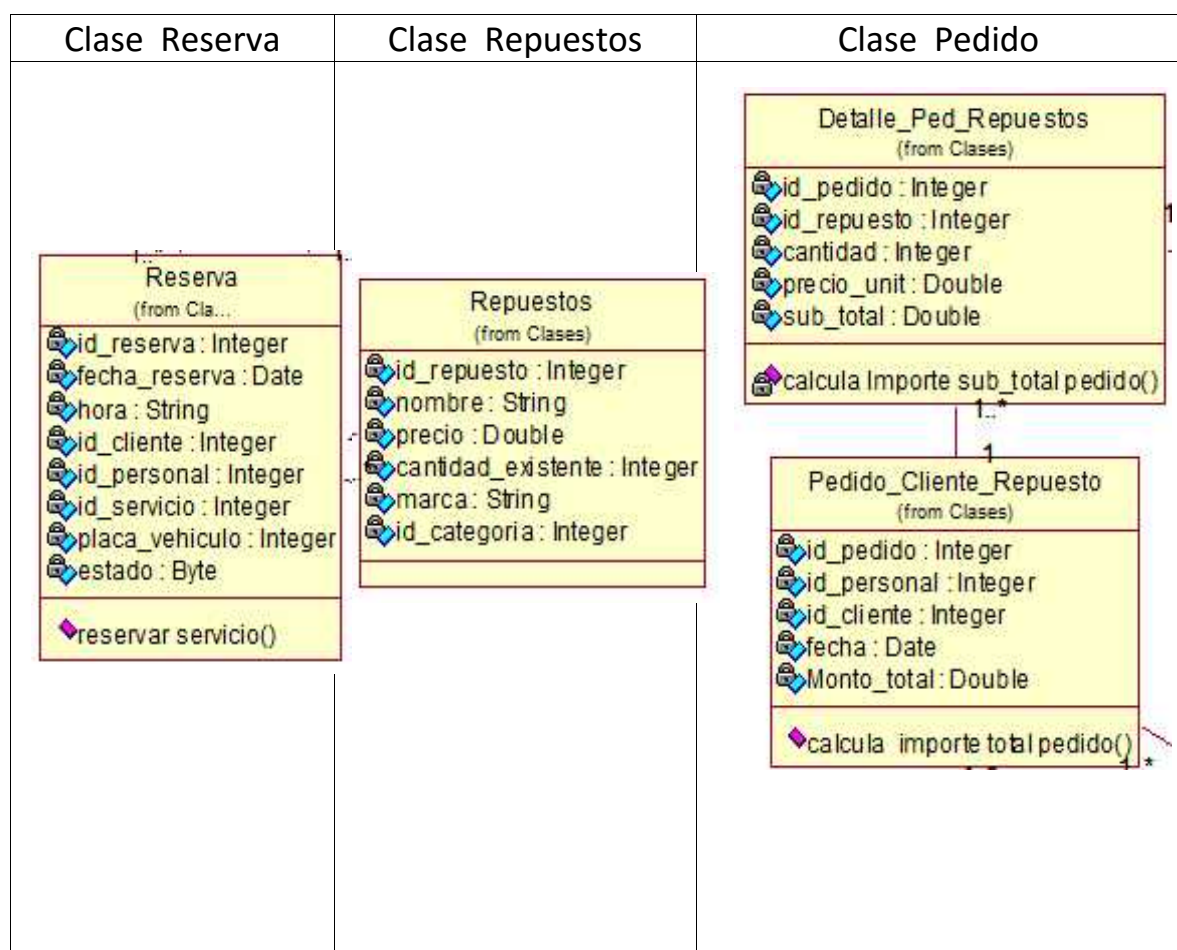 Clase Reserva
Clase Repuestos
Clase Pedido
Reserva
(from Cla...
id_reserva : Integer
fecha_reserva : Date
hora : String
id_cliente : Integer
id_personal : Integer
id_servicio : Integer
placa_vehiculo : Integer
estado : Byte
reservar servicio()
Repuestos
(from Clases)
id_repuesto : Integer
nombre : String
precio : Double
cantidad_existente : Integer
marca : String
id_categoria : Integer
Detalle_Ped_Repuestos
(from Clases)
id_pedido : Integer
id_repuesto : Integer
cantidad : Integer
precio_unit : Double
sub_total : Double
calcula Importe sub_total pedido()
1..*
1
Pedido_Cliente_Repuesto
(from Clases)
id_pedido : Integer
id_personal : Integer
id_cliente : Integer
fecha : Date
Monto_total : Double
calcula importe total pedido()